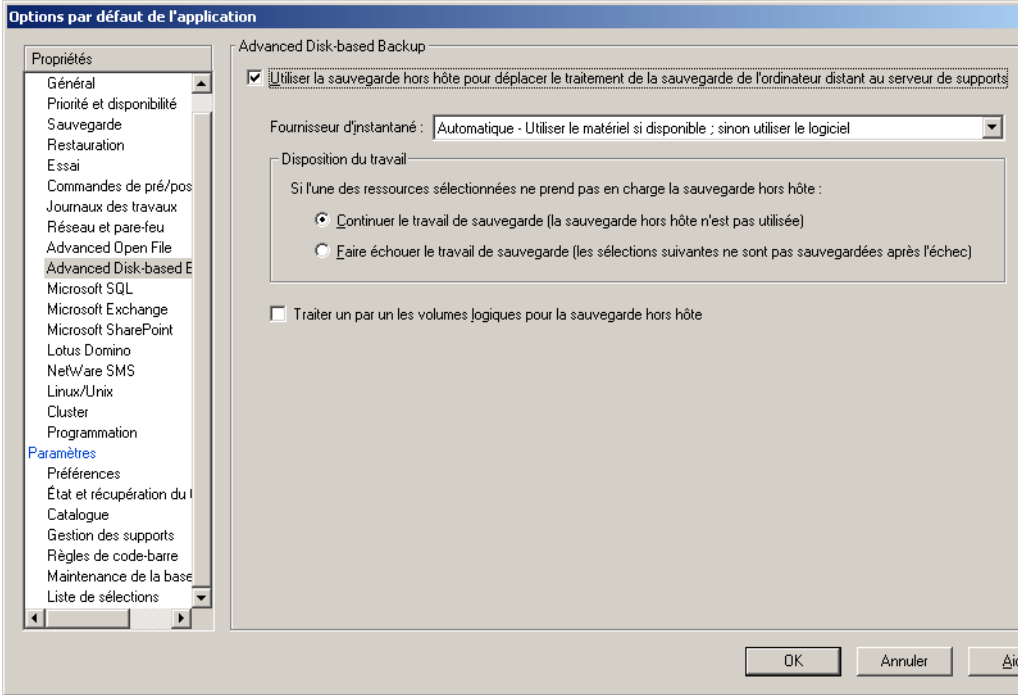 Options par défaut de l'application
Propriétés
Général
Priorité et disponibilité
Sauvegarde
Restauration
Essai
Commandes de pré/pos
Journaux des travaux
Réseau et pare-feu
Advanced Open File
Advanced Disk-based E
Microsoft SQL
Microsoft Exchange
Microsoft SharePoint
Lotus Domino
NetWare SMS
Linux/Unix
Cluster
Programmation
Paramètres
Préférences
État et récupération du
Catalogue
Gestion des supports
Règles de code-barre
Maintenance de la base
Liste de sélections
Advanced Disk-based Backup
Utiliser la sauvegarde hors hôte pour déplacer le traitement de la sauvegarde de l'ordinateur distant au serveur de supports
Fournisseur d'instantané : Automatique - Utiliser le matériel si disponible ; sinon utiliser le logiciel
Disposition du travail
Si l'une des ressources sélectionnées ne prend pas en charge la sauvegarde hors hôte :
Continuer le travail de sauvegarde (la sauvegarde hors hôte n'est pas utilisée)
Faire échouer le travail de sauvegarde (les sélections suivantes ne sont pas sauvegardées après l'échec)
Traiter un par un les volumes logiques pour la sauvegarde hors hôte
OK Annuler Aid